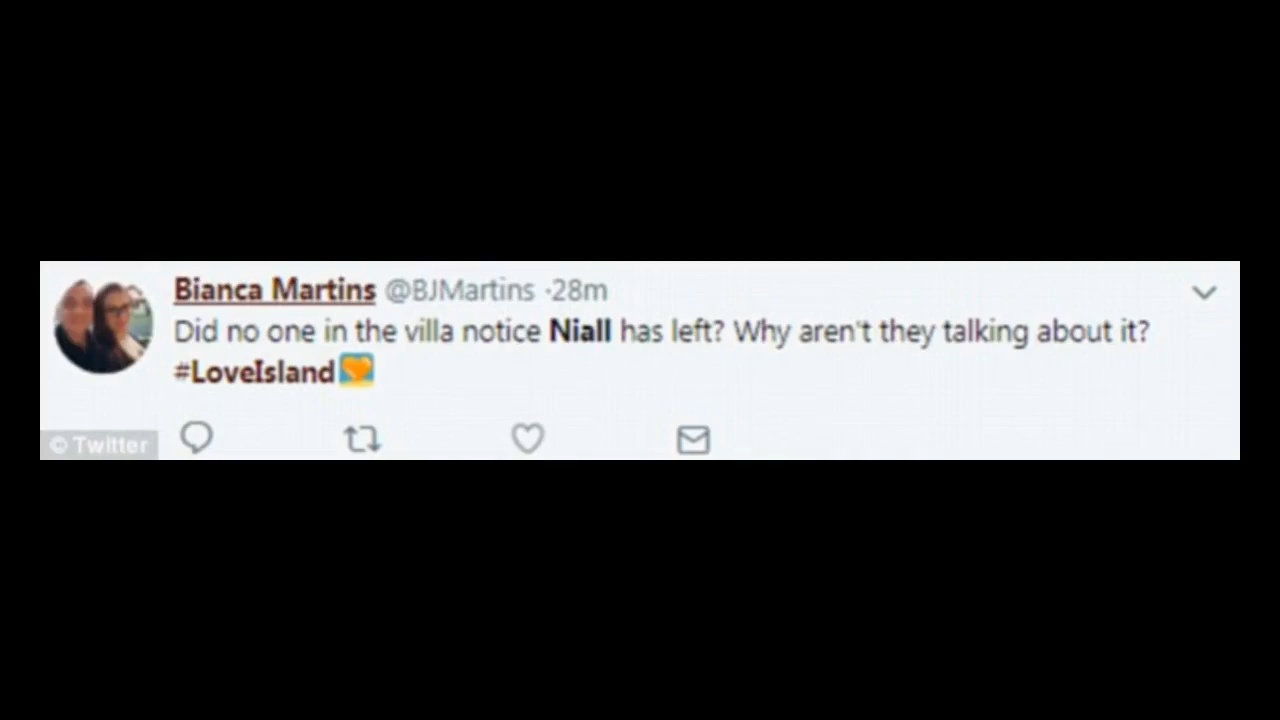 Bianca Martins @BJMartins ·28m
Did no one in the villa notice Niall has left? Why aren't they talking about it?
#LoveIsland
© Twitter